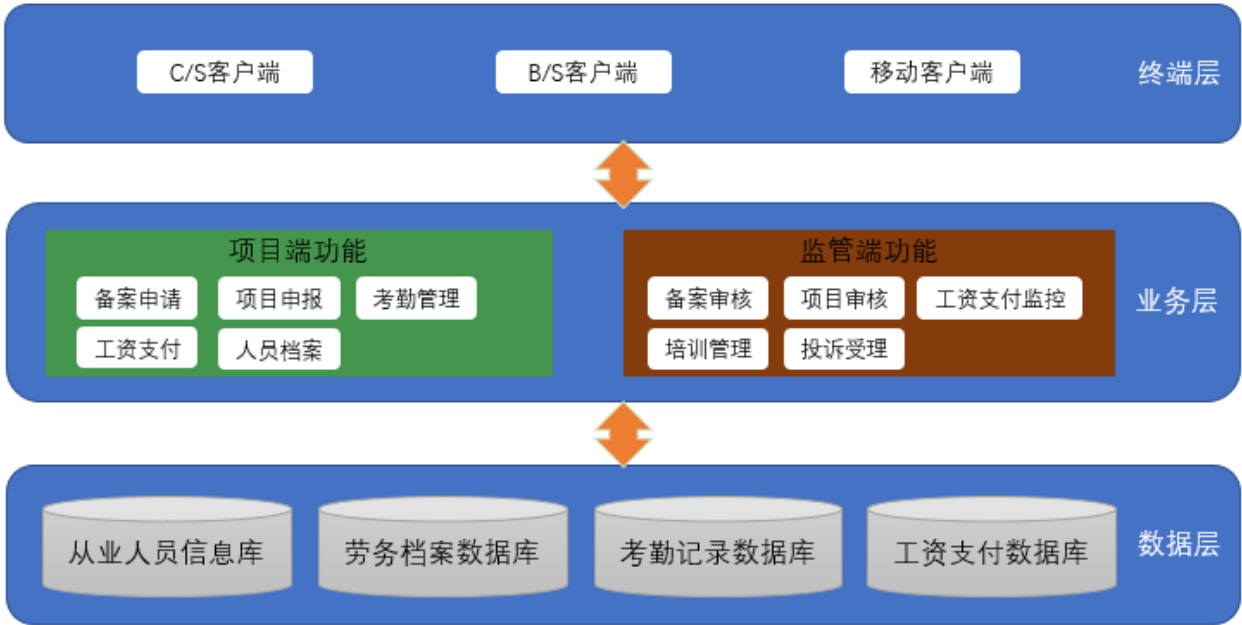 C/S客户端
B/S客户端
移动客户端
终端层
项目端功能
备案申请
项目申报
考勤管理
工资支付
人员档案
监管端功能
备案审核
项目审核
工资支付监控
培训管理
投诉受理
业务层
从业人员信息库
劳务档案数据库
考勤记录数据库
工资支付数据库
数据层